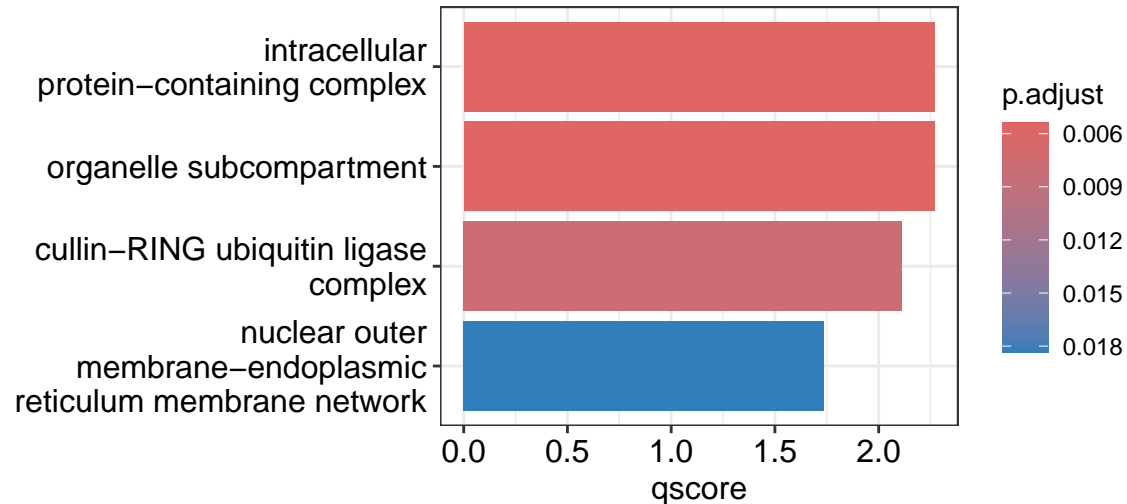 intracellular
protein−containing complex
organelle subcompartment
cullin−RING ubiquitin ligase
complex
nuclear outer
membrane−endoplasmic
reticulum membrane network
0.0 0.5 1.0 1.5 2.0
qscore
p.adjust
0.006
0.009
0.012
0.015
0.018